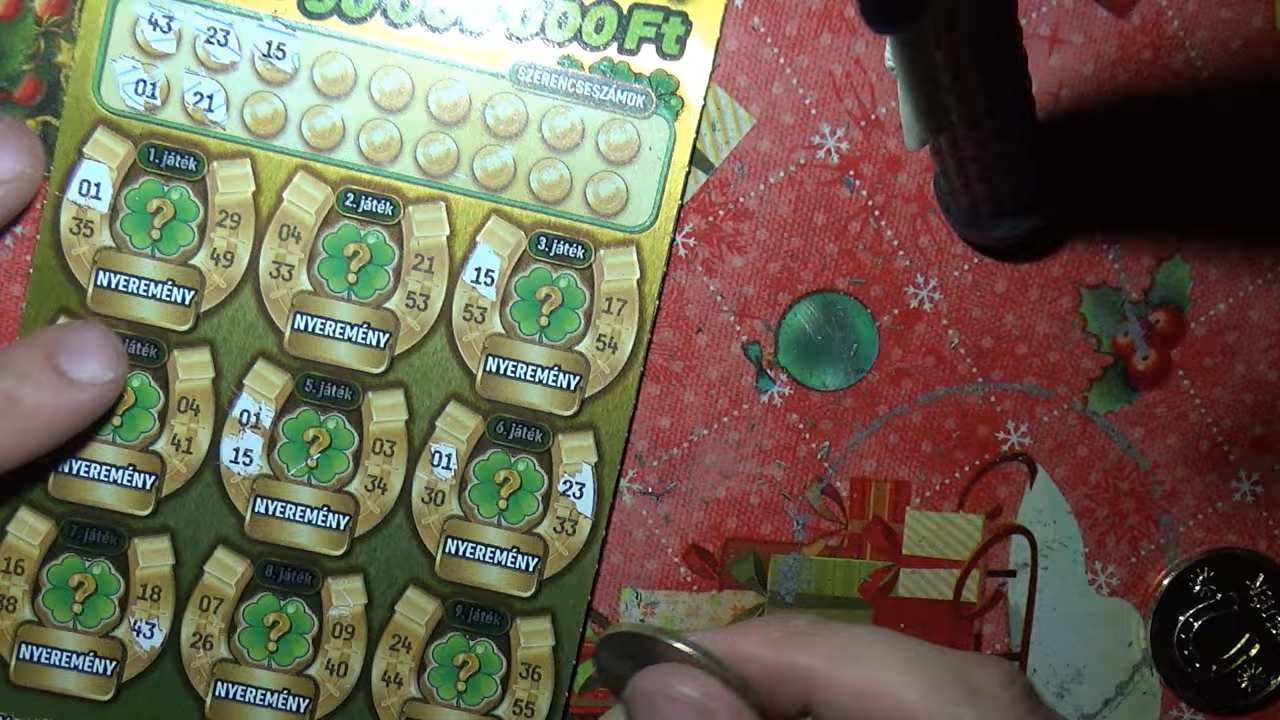 Ft
43 23 15
SZERENCSESZÁMOK
01 21
1. játék
01 29
35 49
NYEREMÉNY
2. játék
04 21
33 53
NYEREMÉNY
3. játék
15 17
53 54
NYEREMÉNY
játék
04
41
NYEREMÉNY
5. játék
01 03
15 34
NYEREMÉNY
6. játék
01 23
30 33
NYEREMÉNY
7. játék
16 18
38 43
NYEREMÉNY
8. játék
07 09
26 40
NYEREMÉNY
9. játék
24 36
44 55